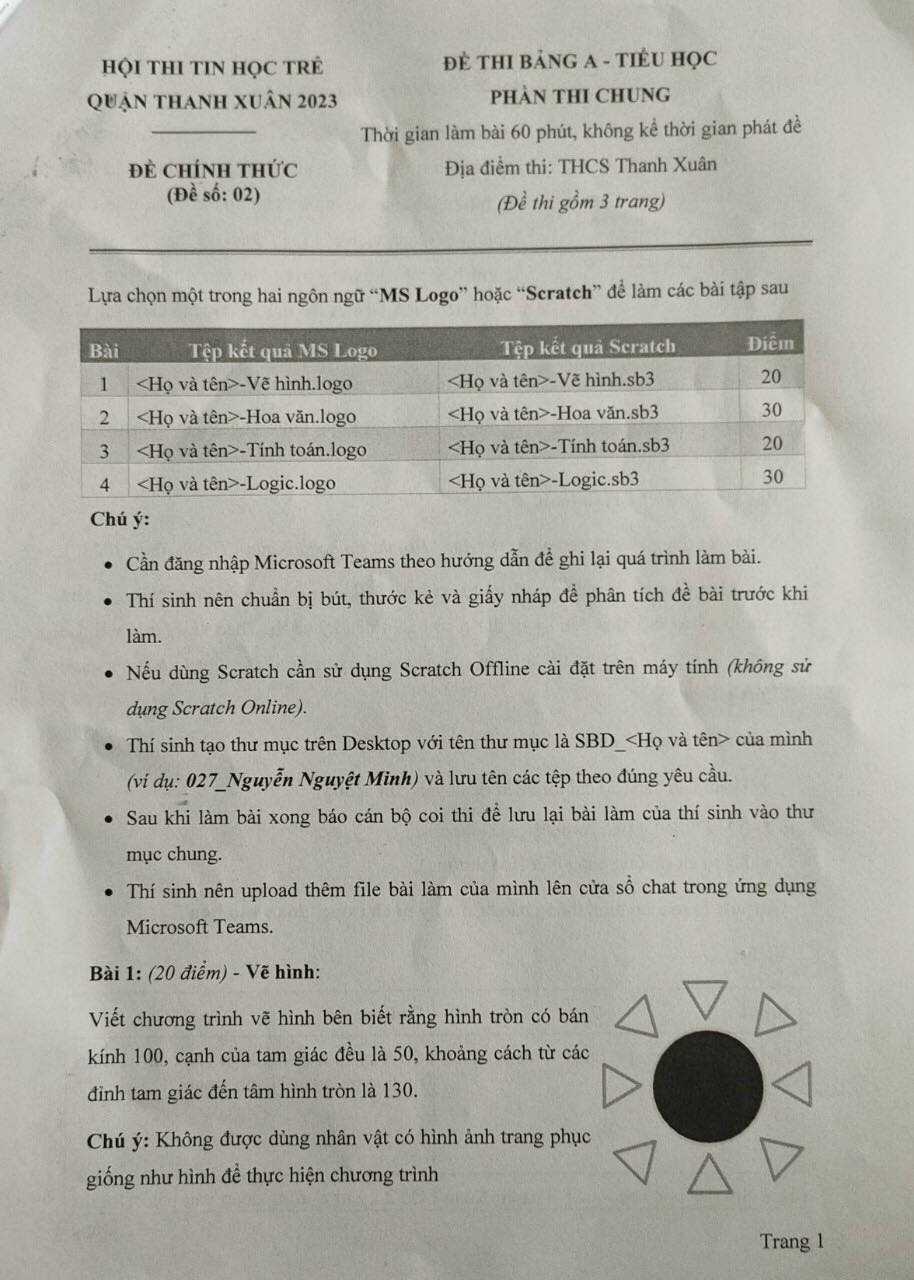 HỘI THI TIN HỌC TRẺ
QUẬN THANH XUÂN 2023
ĐỀ CHÍNH THỨC
(Đề số: 02)
ĐỀ THI BẢNG A - TIỂU HỌC
PHẦN THI CHUNG
Thời gian làm bài 60 phút, không kể thời gian phát đề
Địa điểm thi: THCS Thanh Xuân
(Đề thi gồm 3 trang)
Lựa chọn một trong hai ngôn ngữ “MS Logo” hoặc “Scratch” để làm các bài tập sau
Bài Tệp kết quả MS Logo Tệp kết quả Scratch Điểm
1 <Họ và tên>-Vẽ hình.logo <Họ và tên>-Vẽ hình.sb3 20
2 <Họ và tên>-Hoa văn.logo <Họ và tên>-Hoa văn.sb3 30
3 <Họ và tên>-Tính toán.logo <Họ và tên>-Tính toán.sb3 20
4 <Họ và tên>-Logic.logo <Họ và tên>-Logic.sb3 30
Chú ý:
• Cần đăng nhập Microsoft Teams theo hướng dẫn để ghi lại quá trình làm bài.
• Thí sinh nên chuẩn bị bút, thước kẻ và giấy nháp để phân tích đề bài trước khi
làm.
• Nếu dùng Scratch cần sử dụng Scratch Offline cài đặt trên máy tính (không sử
dụng Scratch Online).
• Thí sinh tạo thư mục trên Desktop với tên thư mục là SBD_<Họ và tên> của mình
(ví dụ: 027_Nguyễn Nguyệt Minh) và lưu tên các tệp theo đúng yêu cầu.
• Sau khi làm bài xong báo cán bộ coi thi để lưu lại bài làm của thí sinh vào thư
mục chung.
• Thí sinh nên upload thêm file bài làm của mình lên cửa sổ chat trong ứng dụng
Microsoft Teams.
Bài 1: (20 điểm) - Vẽ hình:
Viết chương trình vẽ hình bên biết rằng hình tròn có bán
kính 100, cạnh của tam giác đều là 50, khoảng cách từ các
đỉnh tam giác đến tâm hình tròn là 130.
Chú ý: Không được dùng nhân vật có hình ảnh trang phục
giống như hình để thực hiện chương trình
Trang 1